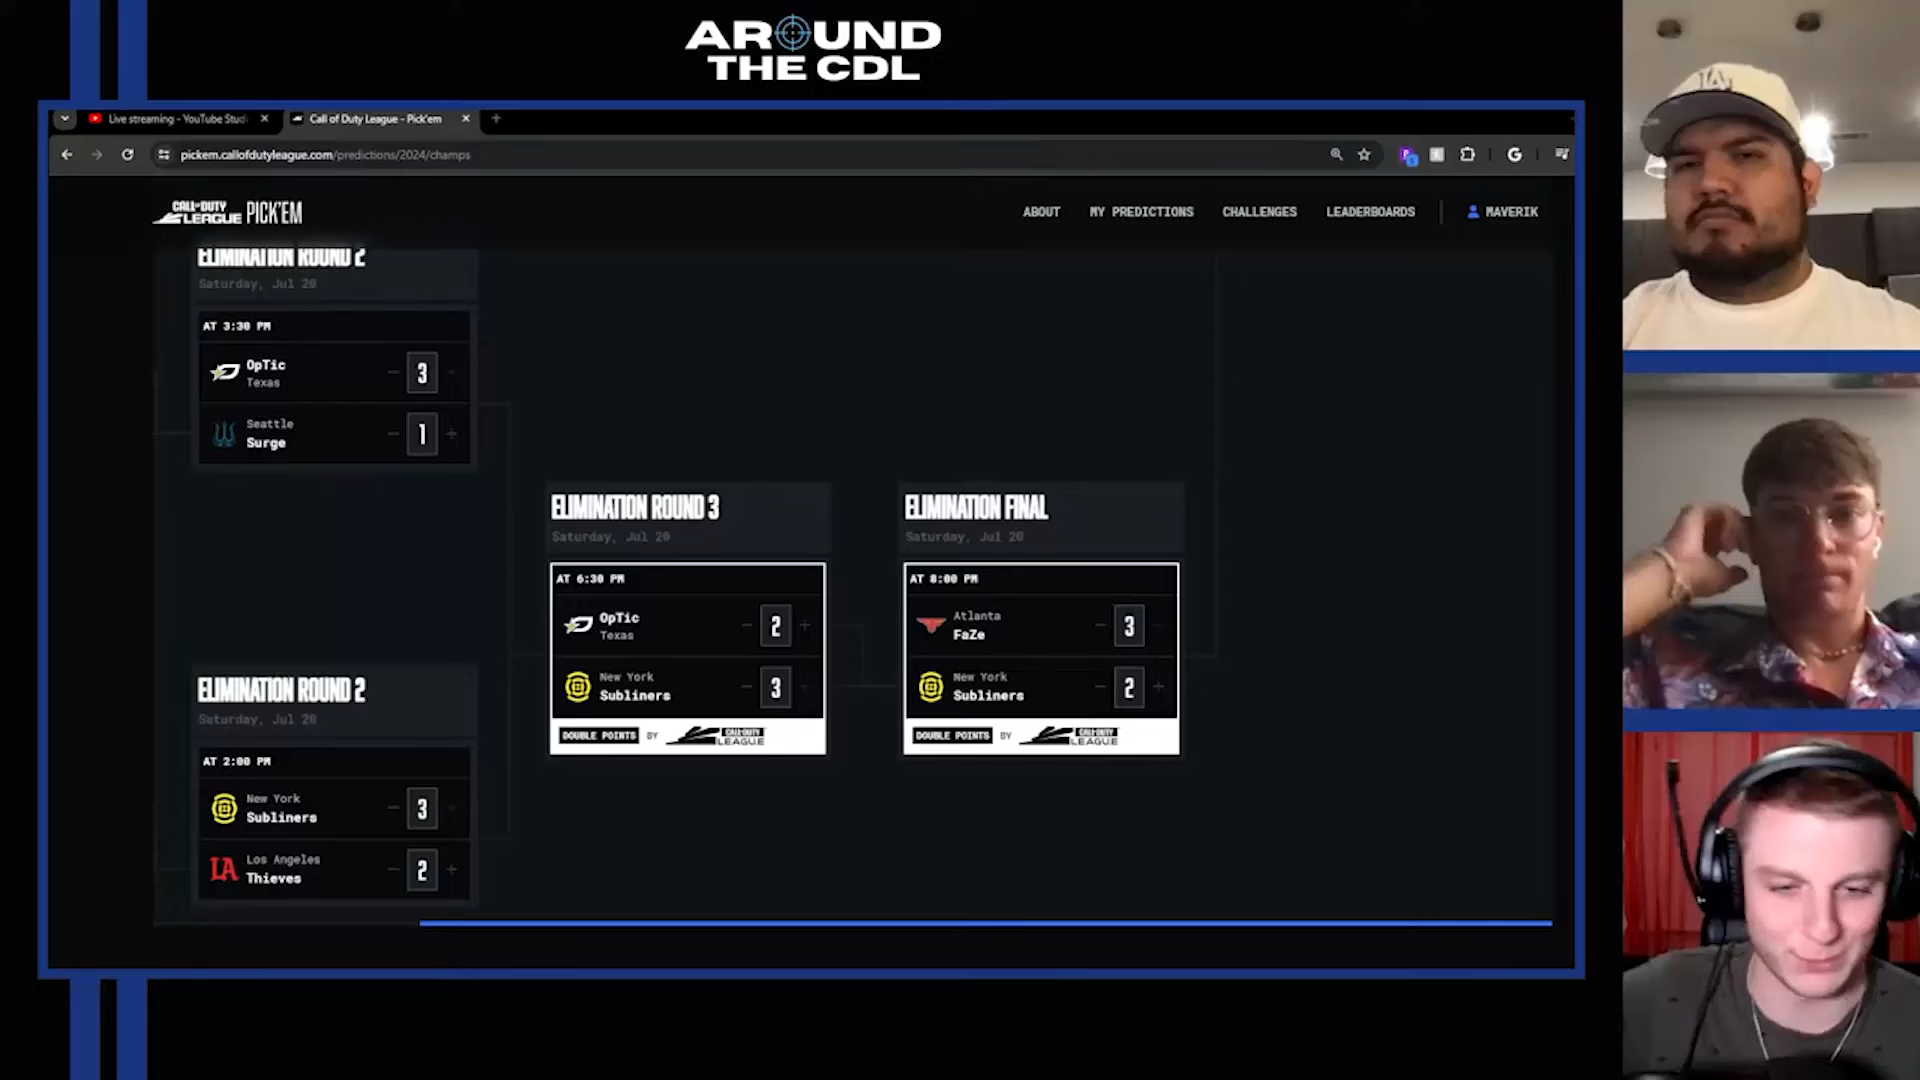 AROUND
THE CDL
Live streaming - YouTube Studi
Call of Duty League - Pick'em
pickem.callofdutyleague.com/predictions/2024/champs
CALL OF DUTY
LEAGUE PICK'EM
ABOUT
MY PREDICTIONS
CHALLENGES
LEADERBOARDS
MAVERIK
ELIMINATION ROUND 2
Saturday, Jul 20
AT 3:30 PM
OpTic
Texas
3
Seattle
Surge
1
ELIMINATION ROUND 2
Saturday, Jul 20
AT 2:00 PM
New York
Subliners
3
LA
Los Angeles
Thieves
2
ELIMINATION ROUND 3
Saturday, Jul 20
AT 6:30 PM
OpTic
Texas
2
New York
Subliners
3
DOUBLE POINTS BY CALL OF DUTY LEAGUE
ELIMINATION FINAL
Saturday, Jul 20
AT 8:00 PM
Atlanta
FaZe
3
New York
Subliners
2
DOUBLE POINTS BY CALL OF DUTY LEAGUE
LA